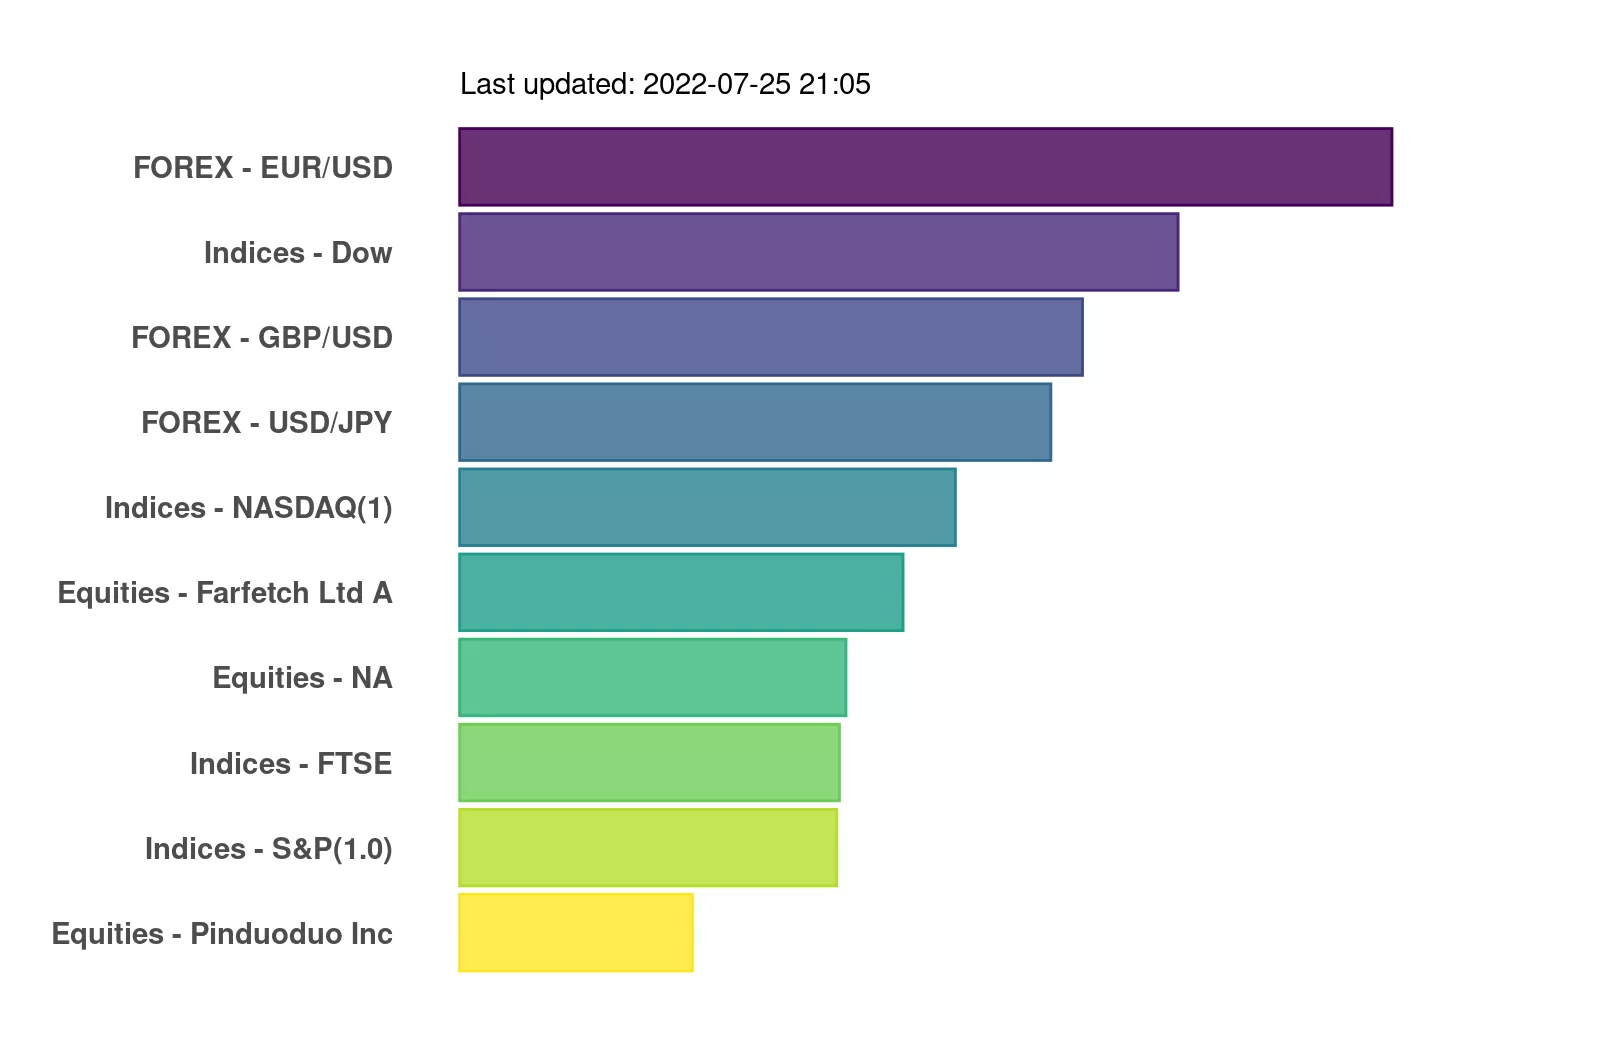 Last updated: 2022-07-25 21:05
FOREX - EUR/USD
Indices - Dow
FOREX - GBP/USD
FOREX - USD/JPY
Indices - NASDAQ(1)
Equities - Farfetch Ltd A
Equities - NA
Indices - FTSE
Indices - S&P(1.0)
Equities - Pinduoduo Inc